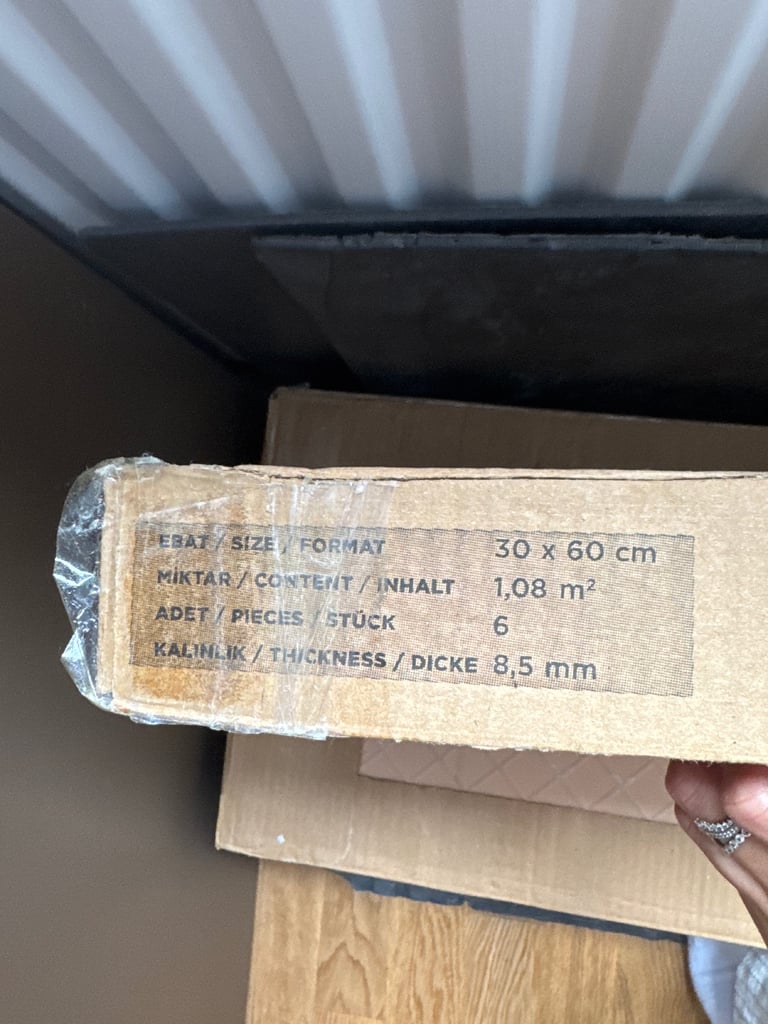 EBAT / SIZE / FORMAT 30 x 60 cm
MİKTAR / CONTENT / INHALT 1,08 m²
ADET / PIECES / STÜCK 6
KALINLIK / THICKNESS / DICKE 8,5 mm